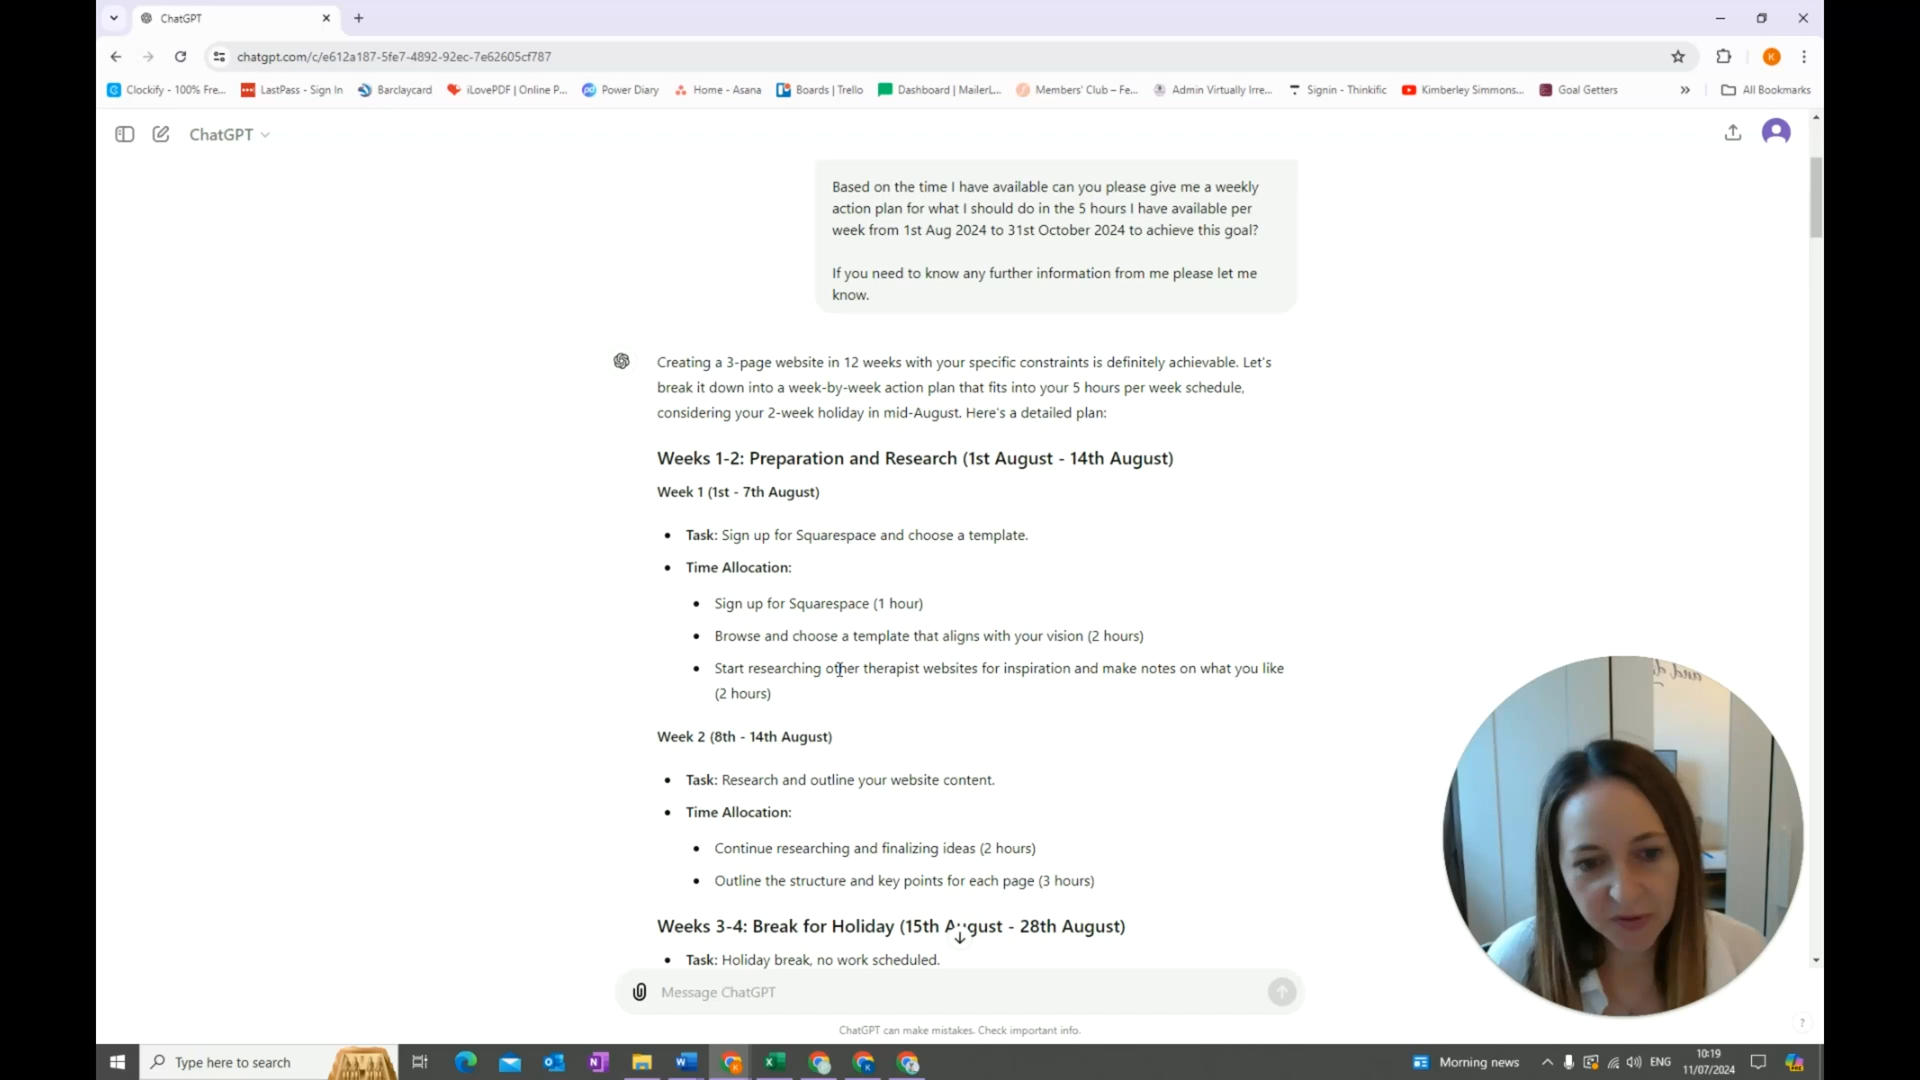 ChatGPT
chatgpt.com/c/e612a187-5fe7-4892-92ec-7e62605cf787
K
Clockify - 100% Fre...
LastPass - Sign In
Barclaycard
iLovePDF | Online P...
Power Diary
Home - Asana
Boards | Trello
Dashboard | MailerL...
Members' Club – Fe...
Admin Virtually Irre...
Signin - Thinkific
Kimberley Simmons...
Goal Getters
All Bookmarks
ChatGPT
Based on the time I have available can you please give me a weekly
action plan for what I should do in the 5 hours I have available per
week from 1st Aug 2024 to 31st October 2024 to achieve this goal?
If you need to know any further information from me please let me
know.
Creating a 3-page website in 12 weeks with your specific constraints is definitely achievable. Let's
break it down into a week-by-week action plan that fits into your 5 hours per week schedule,
considering your 2-week holiday in mid-August. Here's a detailed plan:
Weeks 1-2: Preparation and Research (1st August - 14th August)
Week 1 (1st - 7th August)
Task: Sign up for Squarespace and choose a template.
Time Allocation:
Sign up for Squarespace (1 hour)
Browse and choose a template that aligns with your vision (2 hours)
Start researching other therapist websites for inspiration and make notes on what you like
(2 hours)
Week 2 (8th - 14th August)
Task: Research and outline your website content.
Time Allocation:
Continue researching and finalizing ideas (2 hours)
Outline the structure and key points for each page (3 hours)
Weeks 3-4: Break for Holiday (15th August - 28th August)
Task: Holiday break, no work scheduled.
Message ChatGPT
ChatGPT can make mistakes. Check important info.
?
Type here to search
Morning news
ENG
10:19
11/07/2024